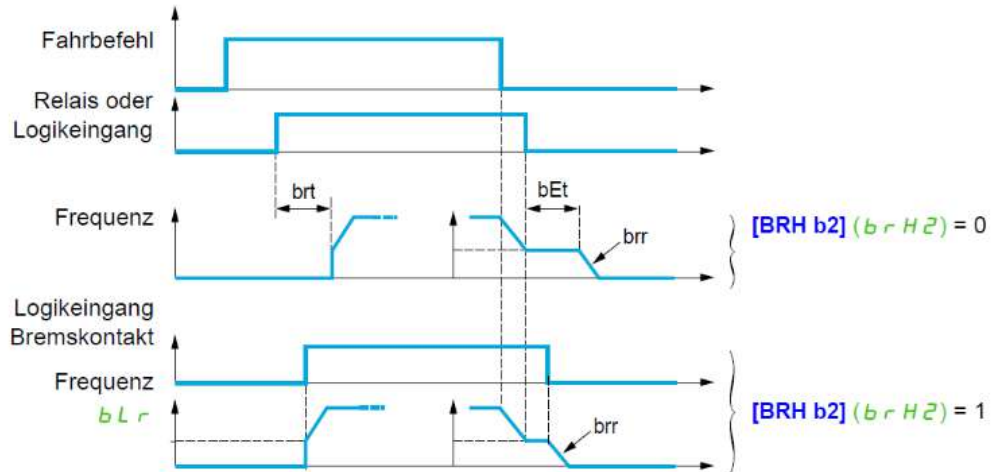 Fahrbefehl
Relais oder
Logikeingang
brt
bEt
Frequenz
brr
[BRH b2] (brH2) = 0
Logikeingang
Bremskontakt
Frequenz
bLr
brr
[BRH b2] (brH2) = 1